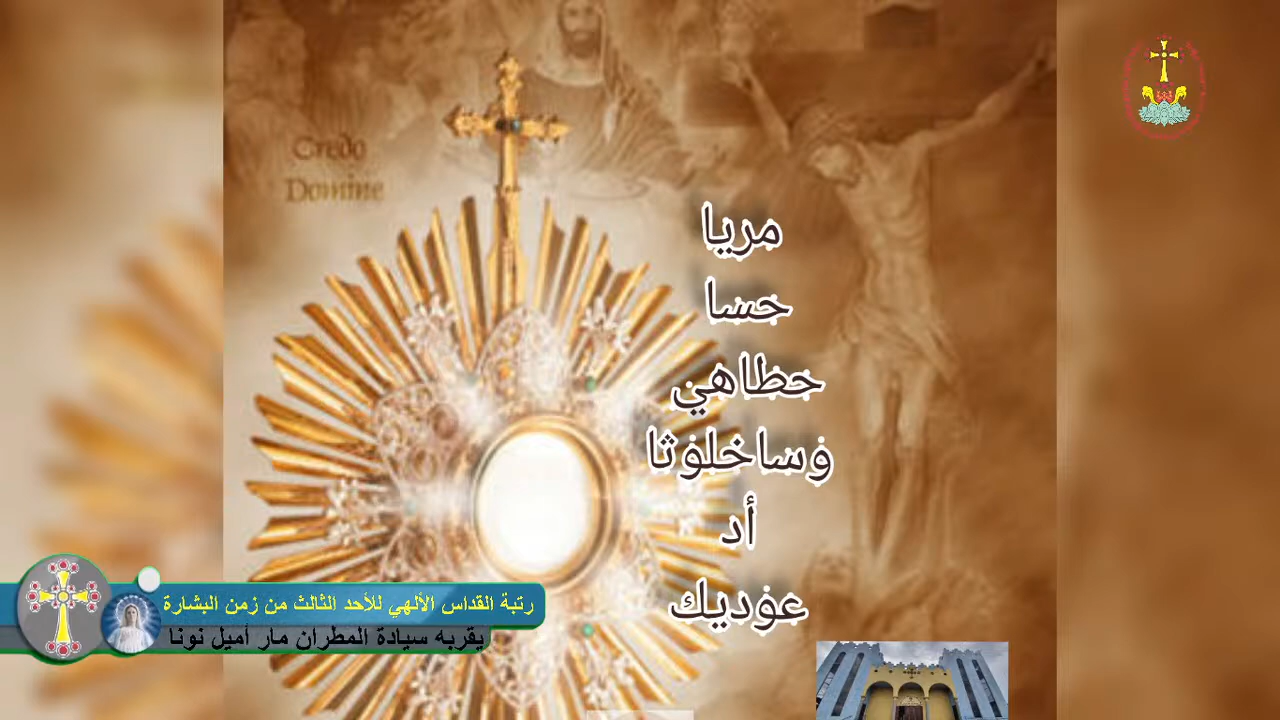 Credo
Domine
مريا
حسا
حظاهي
وساخلوثا
أد
عوديك
رتبة القداس الألهي للأحد الثالث من زمن البشارة
يقربه سيادة المطران مار أميل نونا